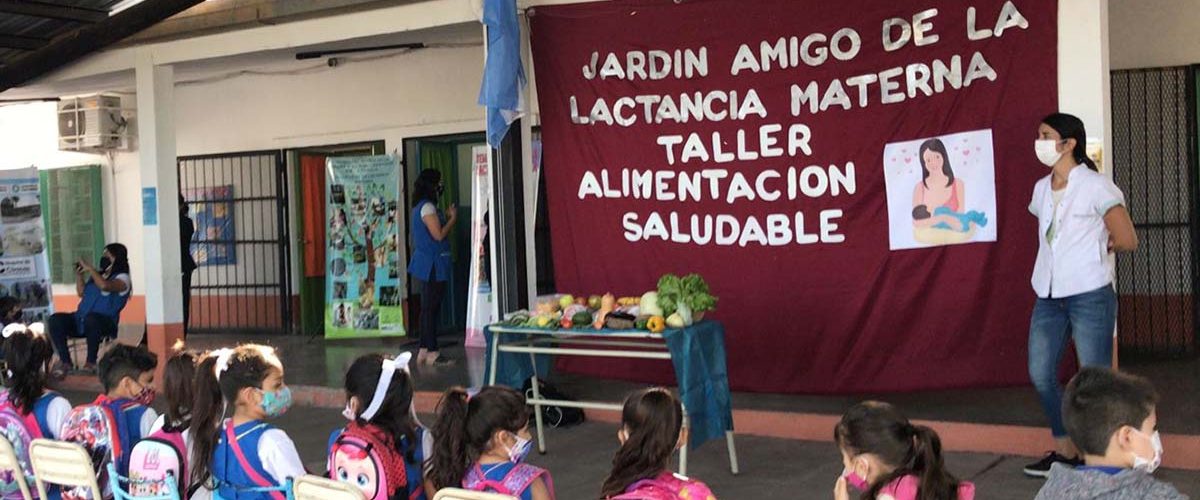 JARDIN AMIGO DE LA
LACTANCIA MATERNA
TALLER
ALIMENTACION
SALUDABLE